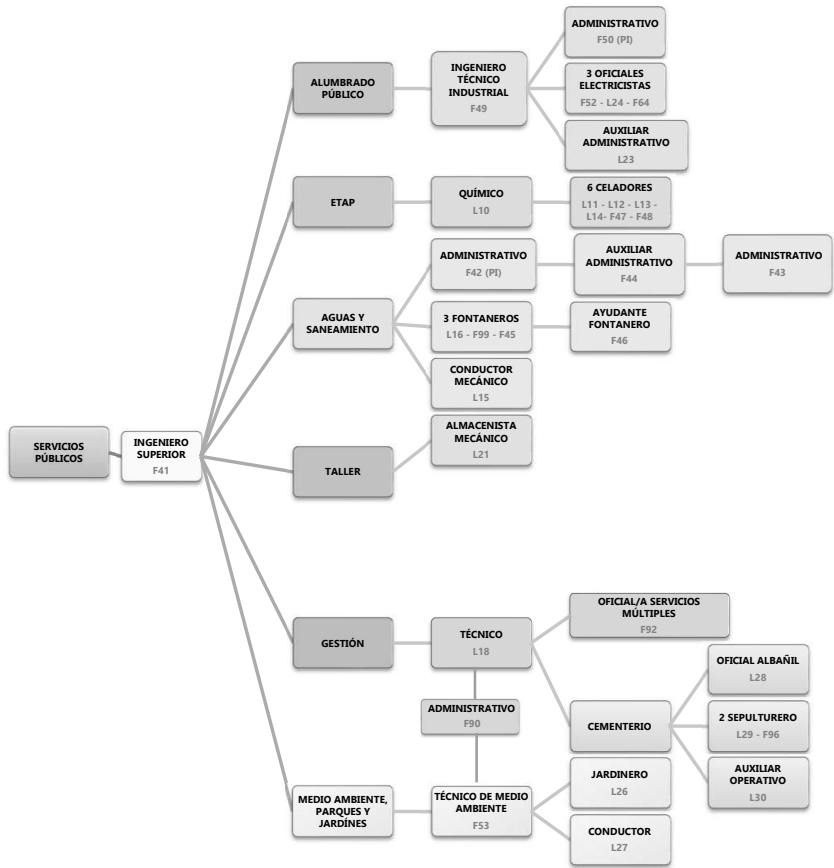 SERVICIOS
PÚBLICOS
INGENIERO
SUPERIOR
F41
ALUMBRADO
PÚBLICO
INGENIERO
TÉCNICO
INDUSTRIAL
F49
ADMINISTRATIVO
F50 (PI)
3 OFICIALES
ELECTRICISTAS
F52 - L24 - F64
AUXILIAR
ADMINISTRATIVO
L23
ETAP
QUÍMICO
L10
6 CELADORES
L11 - L12 - L13 -
L14- F47 - F48
AGUAS Y
SANEAMIENTO
ADMINISTRATIVO
F42 (PI)
AUXILIAR
ADMINISTRATIVO
F44
ADMINISTRATIVO
F43
3 FONTANEROS
L16 - F99 - F45
AYUDANTE
FONTANERO
F46
CONDUCTOR
MECÁNICO
L15
TALLER
ALMACENISTA
MECÁNICO
L21
GESTIÓN
TÉCNICO
L18
OFICIAL/A SERVICIOS
MÚLTIPLES
F92
CEMENTERIO
OFICIAL ALBAÑIL
L28
2 SEPULTURERO
L29 - F96
AUXILIAR
OPERATIVO
L30
ADMINISTRATIVO
F90
MEDIO AMBIENTE,
PARQUES Y
JARDÍNES
TÉCNICO DE MEDIO
AMBIENTE
F53
JARDINERO
L26
CONDUCTOR
L27